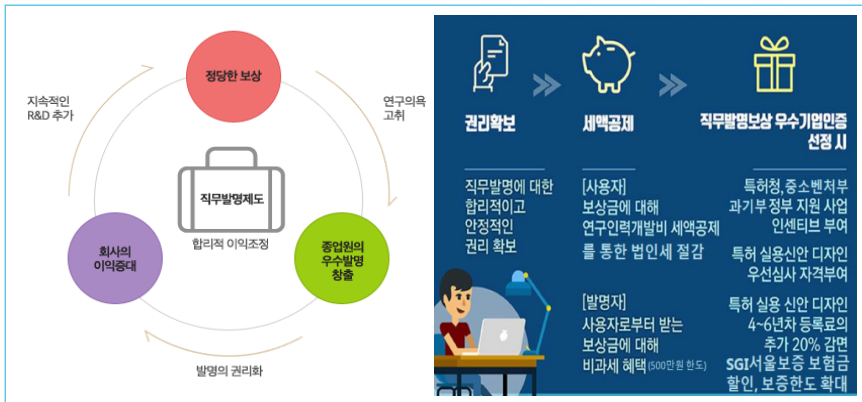 정당한 보상
지속적인
R&D 추가
연구의욕
고취
직무발명제도
합리적 이익조정
회사의
이익증대
종업원의
우수발명
창출
발명의 권리화
권리확보
직무발명에 대한
합리적이고
안정적인
권리 확보
세액공제
[사용자]
보상금에 대해
연구인력개발비 세액공제
를 통한 법인세 절감
[발명자]
사용자로부터 받는
보상금에 대해
비과세 혜택(500만원 한도)
직무발명보상 우수기업인증
선정 시
특허청,중소벤처부
과기부정부 지원 사업
인센티브 부여
특허 실용신안 디자인
우선심사 자격부여
특허 실용 신안 디자인
4~6년차 등록료의
추가 20% 감면
SGI서울보증 보험금
할인, 보증한도 확대